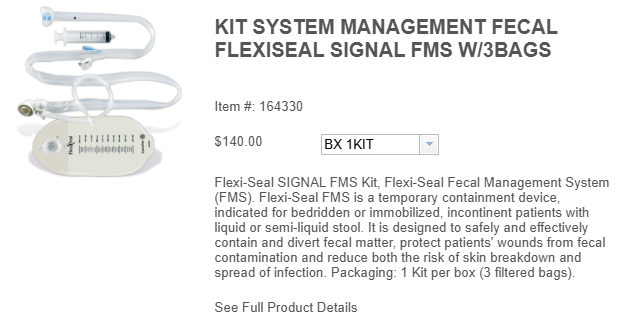 KIT SYSTEM MANAGEMENT FECAL
FLEXISEAL SIGNAL FMS W/3BAGS
Item #: 164330
$140.00
BX 1KIT
Flexi-Seal SIGNAL FMS Kit, Flexi-Seal Fecal Management System
(FMS). Flexi-Seal FMS is a temporary containment device,
indicated for bedridden or immobilized, incontinent patients with
liquid or semi-liquid stool. It is designed to safely and effectively
contain and divert fecal matter, protect patients' wounds from fecal
contamination and reduce both the risk of skin breakdown and
spread of infection. Packaging: 1 Kit per box (3 filtered bags).
See Full Product Details